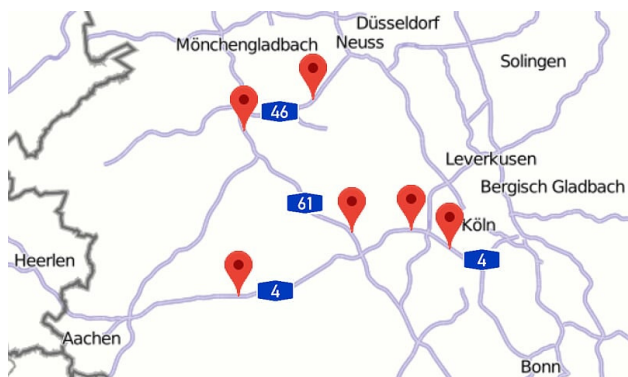 Düsseldorf
Mönchengladbach
Neuss
Solingen
46
Leverkusen
Bergisch Gladbach
61
Köln
Heerlen
4
4
Aachen
Bonn